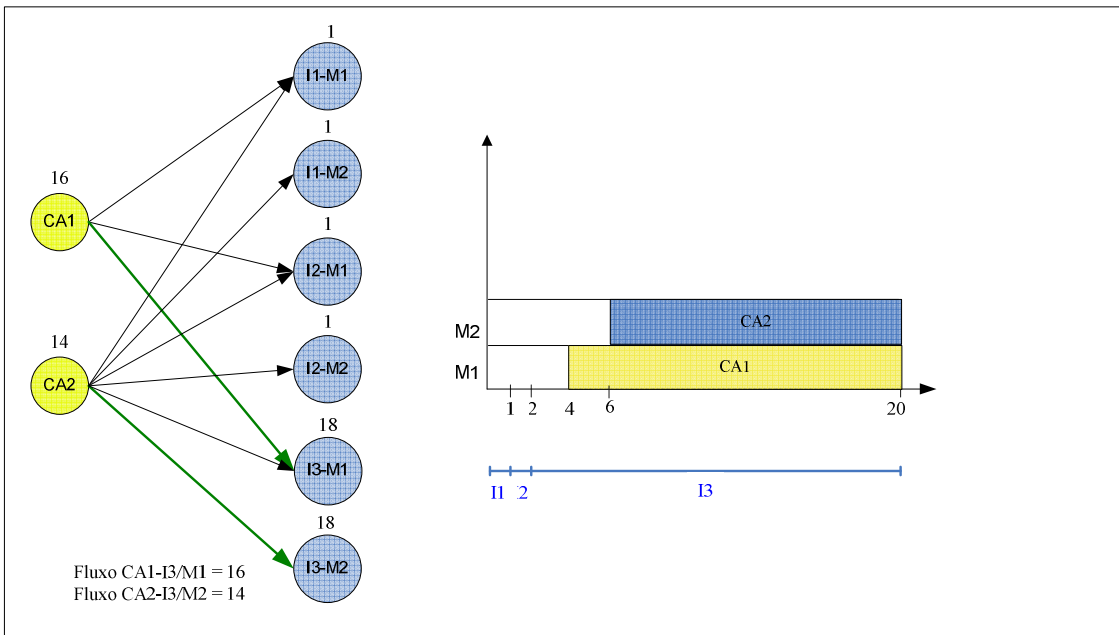 1
I1-M1
1
I1-M2
16
CA1
1
I2-M1
14
CA2
1
I2-M2
18
I3-M1
18
I3-M2
Fluxo CA1-I3/M1 = 16
Fluxo CA2-I3/M2 = 14
M2
CA2
M1
CA1
1 2 4 6 20
I1 .2 I3